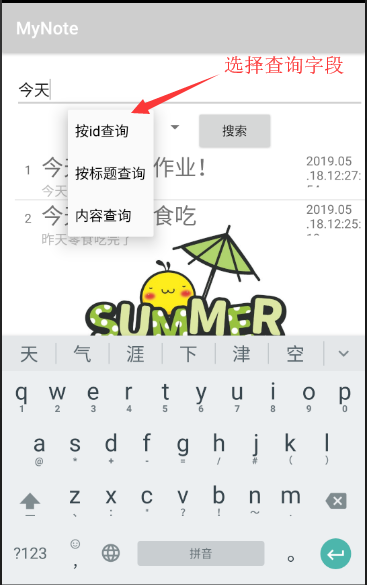 MyNote
选择查询字段
今天
按id查询
搜索
按标题查询
内容查询
1 今天 作业！ 2019.05
.18.12:27:
今天
2 今天 食吃 2019.05
.18.12:25:
昨天零食吃完了
SUMMER
天 气 涯 下 津 空
q w e r t y u i o p
1 2 3 4 5 6 7 8 9 0
a s d f g h j k l
@ * + - = / # ( )
z x c v b n m
?123 , 拼音 。